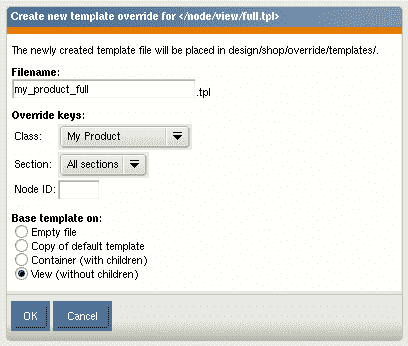 Create new template override for </node/view/full.tpl>
The newly created template file will be placed in design/shop/override/templates/.
Filename:
my_product_full .tpl
Override keys:
Class: My Product
Section: All sections
Node ID:
Base template on:
Empty file
Copy of default template
Container (with children)
View (without children)
OK Cancel